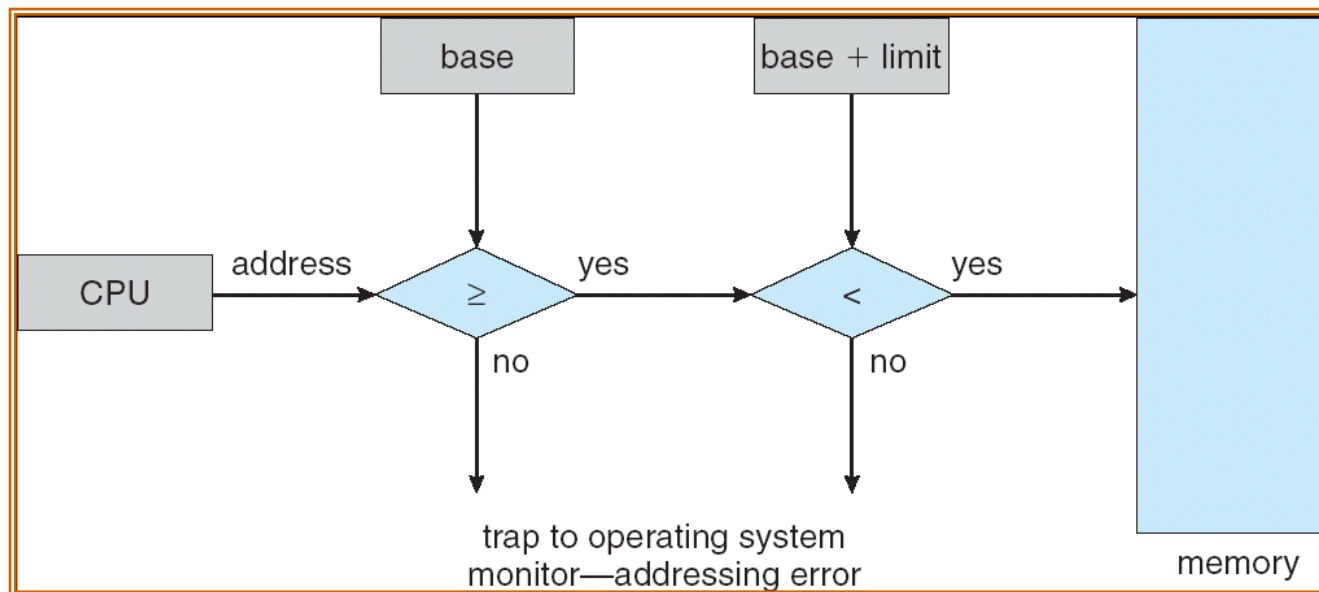 base
base + limit
CPU
address
≥
yes
<
yes
no
no
trap to operating system
monitor—addressing error
memory